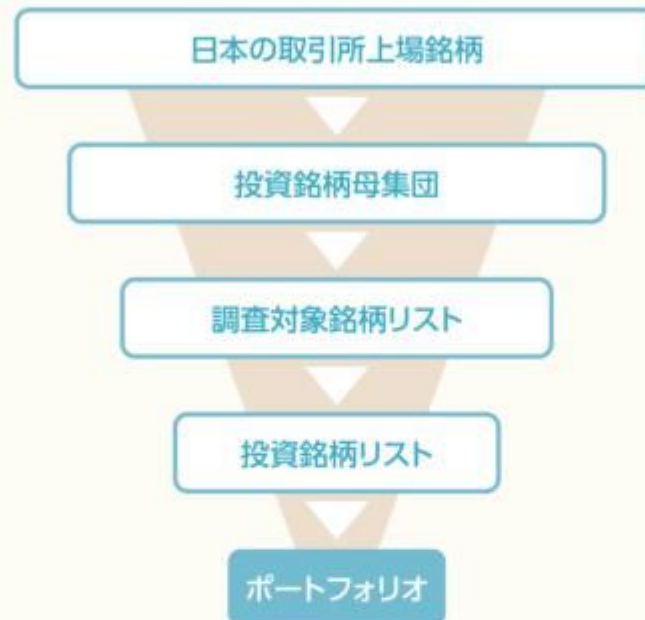 日本の取引所上場銘柄
投資銘柄母集団
調査対象銘柄リスト
投資銘柄リスト
ポートフォリオ